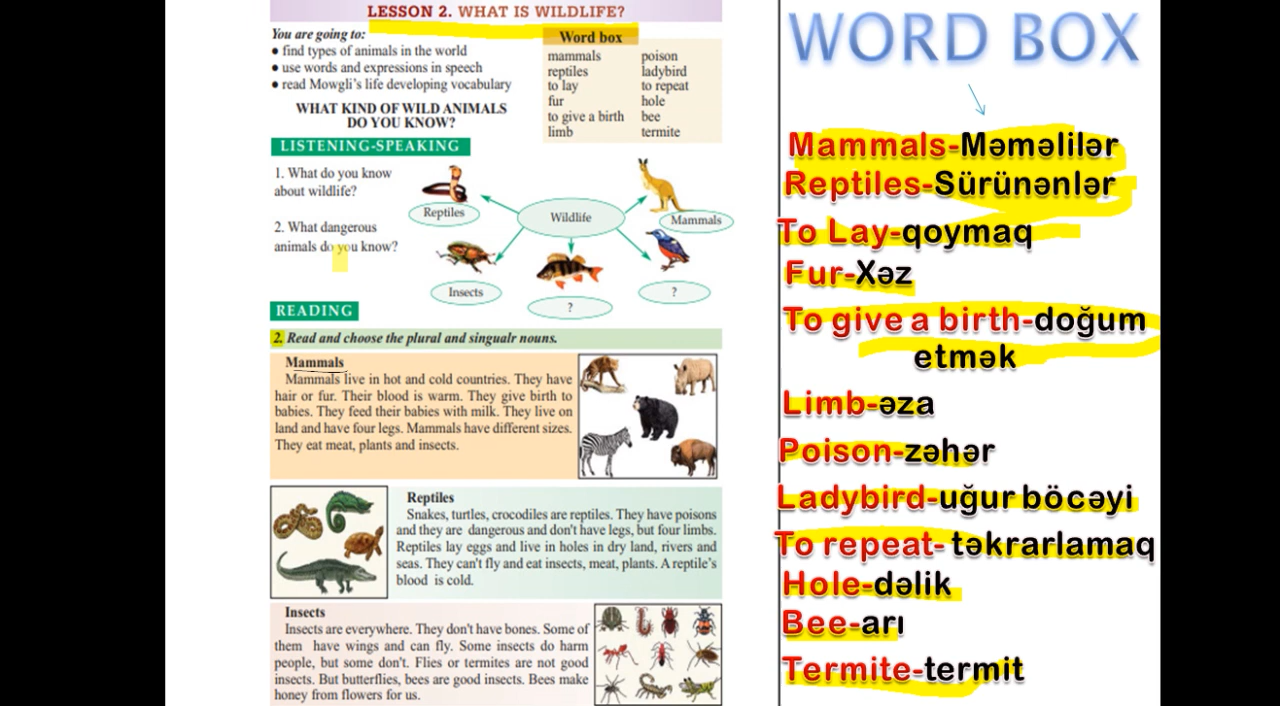 LESSON 2. WHAT IS WILDLIFE?
You are going to:
● find types of animals in the world
● use words and expressions in speech
● read Mowgli's life developing vocabulary
Word box
mammals poison
reptiles ladybird
to lay to repeat
fur hole
to give a birth bee
limb termite
WHAT KIND OF WILD ANIMALS
DO YOU KNOW?
LISTENING-SPEAKING
1. What do you know
about wildlife?
2. What dangerous
animals do you know?
Reptiles
Wildlife
Mammals
Insects
?
?
READING
2. Read and choose the plural and singualr nouns.
Mammals
Mammals live in hot and cold countries. They have
hair or fur. Their blood is warm. They give birth to
babies. They feed their babies with milk. They live on
land and have four legs. Mammals have different sizes.
They eat meat, plants and insects.
Reptiles
Snakes, turtles, crocodiles are reptiles. They have poisons
and they are dangerous and don't have legs, but four limbs.
Reptiles lay eggs and live in holes in dry land, rivers and
seas. They can't fly and eat insects, meat, plants. A reptile's
blood is cold.
Insects
Insects are everywhere. They don't have bones. Some of
them have wings and can fly. Some insects do harm
people, but some don't. Flies or termites are not good
insects. But butterflies, bees are good insects. Bees make
honey from flowers for us.
WORD BOX
Mammals-Məməlilər
Reptiles-Sürünənlər
To Lay-qoymaq
Fur-Xəz
To give a birth-doğum
etmək
Limb-əza
Poison-zəhər
Ladybird-uğur böcəyi
To repeat- təkrarlamaq
Hole-dəlik
Bee-arı
Termite-termit